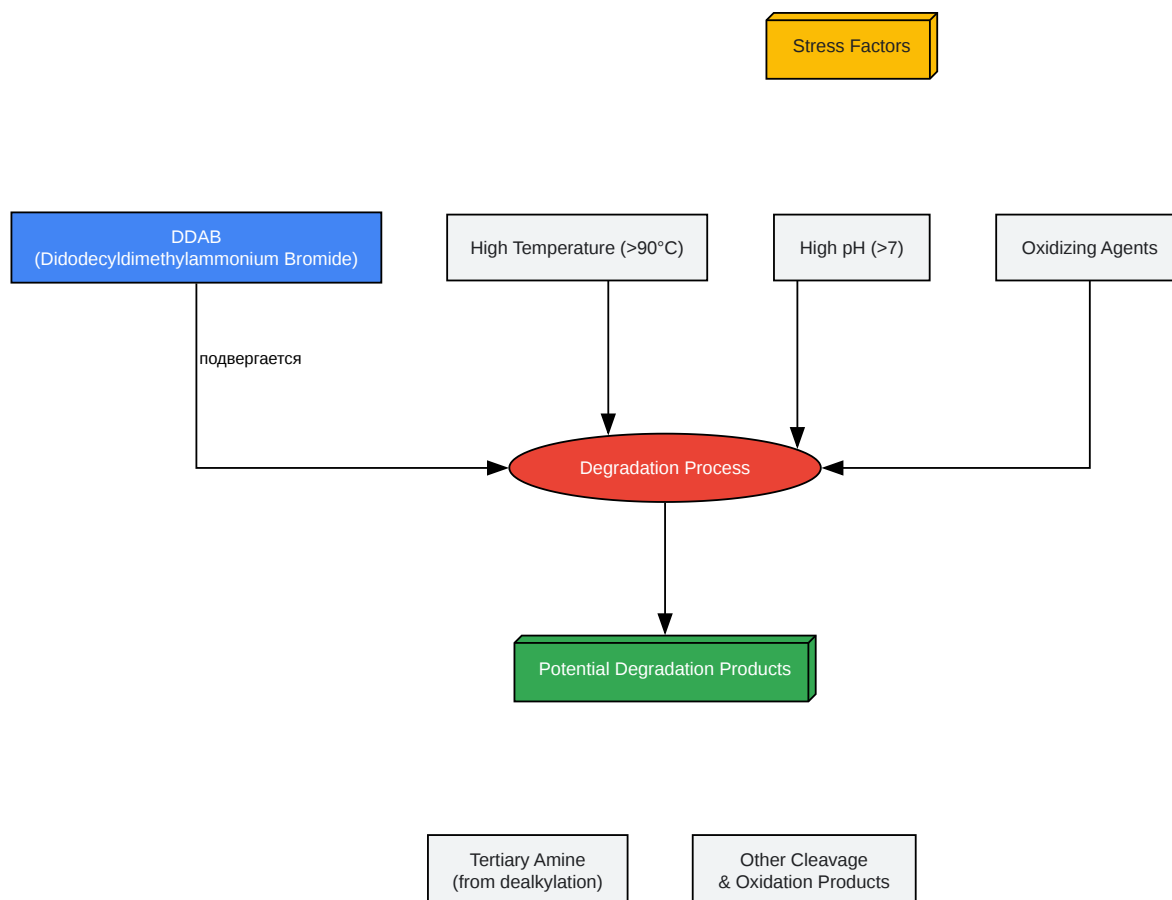 Stress Factors
DDAB
(Didodecyldimethylammonium Bromide)
High Temperature (>90°C)
High pH (>7)
Oxidizing Agents
подвергается
Degradation Process
Potential Degradation Products
Tertiary Amine
(from dealkylation)
Other Cleavage
& Oxidation Products